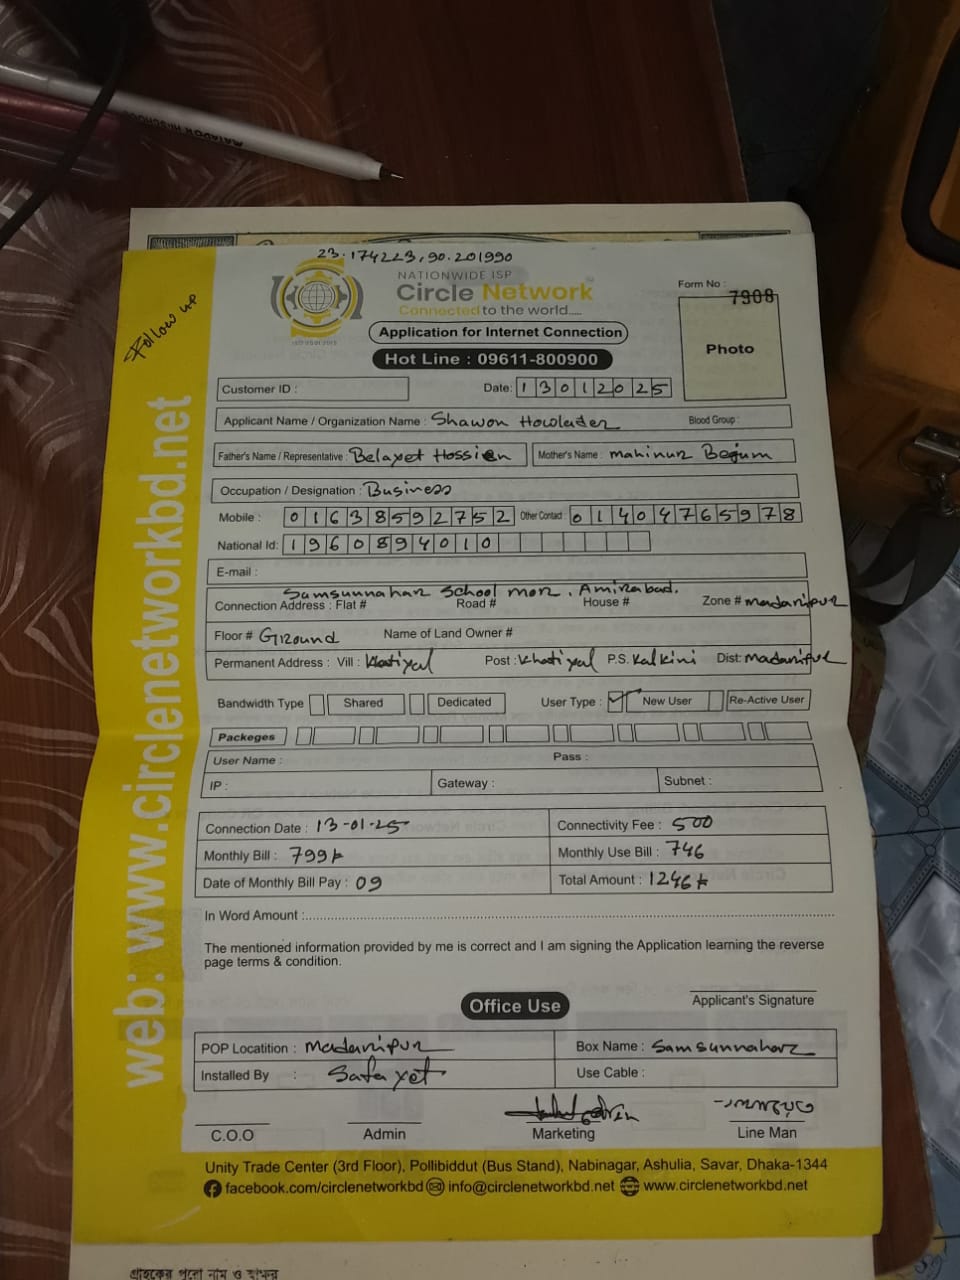 23.174223, 90.201990
NATIONWIDE ISP
Circle Network
Connected to the world.....
ISO 9001:2015
Application for Internet Connection
Hot Line : 09611-800900
Form No : 7908
Photo
Follow up
web: www.circlenetworkbd.net
Customer ID :
Date: 13012025
Applicant Name / Organization Name : Shawon Howlader Blood Group :
Father's Name / Representative : Belayet Hossien Mother's Name : Mahinur Begum
Occupation / Designation : Business
Mobile : 01638592752 Other Contact : 01404765978
National Id: 1960894010
E-mail :
Samsunnahar School mor, Amirabad.
Connection Address : Flat # Road # House # Zone # Madaripur
Floor # Ground Name of Land Owner #
Permanent Address : Vill : Khatiyal Post : Khatiyal P.S. Kalkini Dist: Madaripur
Bandwidth Type Shared Dedicated User Type : New User Re-Active User
Packeges
User Name : Pass :
IP : Gateway : Subnet :
Connection Date : 13-01-25 Connectivity Fee : 500
Monthly Bill : 799 Monthly Use Bill : 746
Date of Monthly Bill Pay : 09 Total Amount : 1246
In Word Amount :
The mentioned information provided by me is correct and I am signing the Application learning the reverse
page terms & condition.
Applicant's Signature
Office Use
POP Locatition : Madaripur Box Name : Samsunnahar
Installed By : Safayet Use Cable :
C.O.O Admin Marketing Line Man
Unity Trade Center (3rd Floor), Pollibiddut (Bus Stand), Nabinagar, Ashulia, Savar, Dhaka-1344
facebook.com/circlenetworkbd info@circlenetworkbd.net www.circlenetworkbd.net
গ্রাহকের পুরো নাম ও স্বাক্ষর